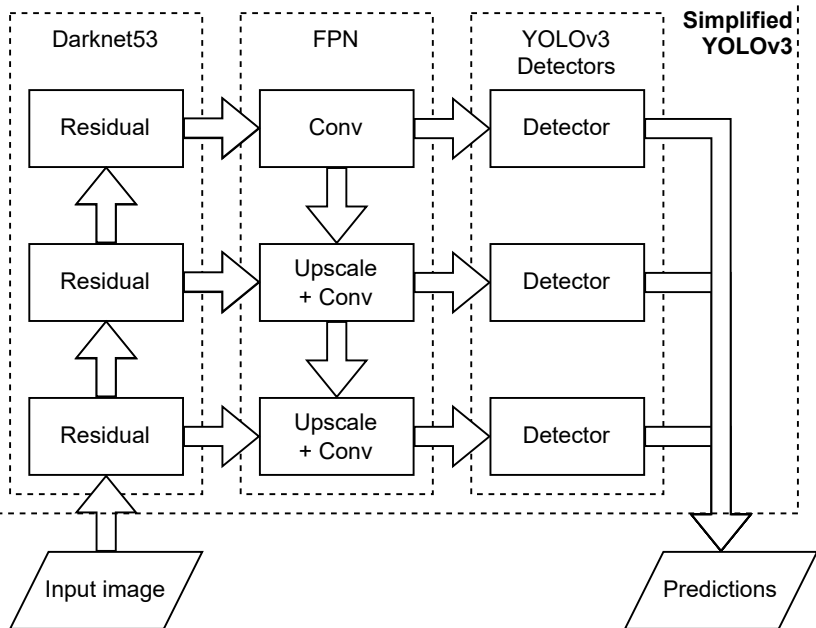 Simplified
YOLOv3
Darknet53
FPN
YOLOv3
Detectors
Residual
Conv
Detector
Residual
Upscale
+ Conv
Detector
Residual
Upscale
+ Conv
Detector
Input image
Predictions